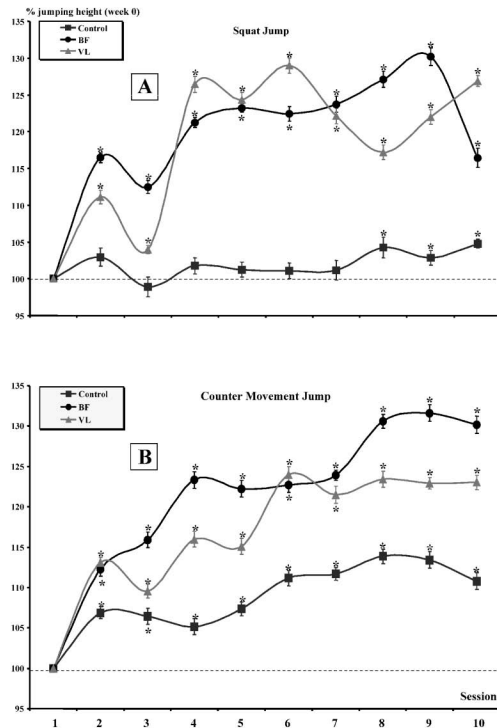 % jumping height (week 0)
135
Control
BF
VL
Squat Jump
130
125
A
120
115
110
105
100
95
135
Control
BF
VL
Counter Movement Jump
130
B
125
120
115
110
105
100
Session
95
1 2 3 4 5 6 7 8 9 10